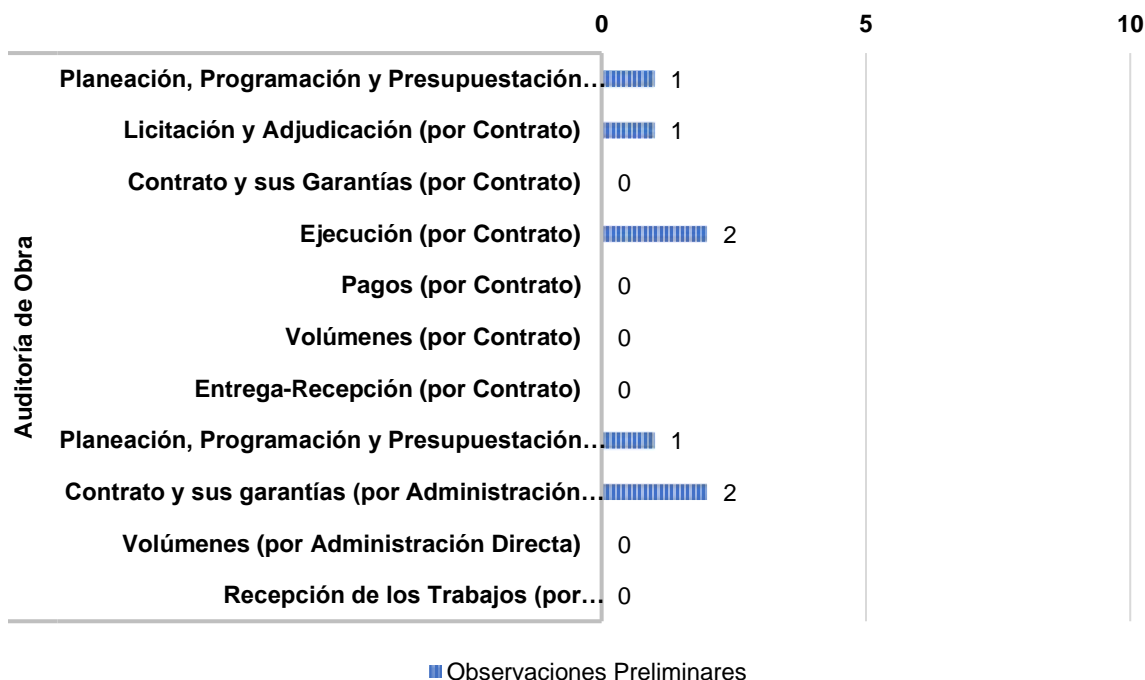 0 5 10
Planeación, Programación y Presupuestación… 1
Licitación y Adjudicación (por Contrato) 1
Contrato y sus Garantías (por Contrato) 0
Ejecución (por Contrato) 2
Pagos (por Contrato) 0
Volúmenes (por Contrato) 0
Entrega-Recepción (por Contrato) 0
Planeación, Programación y Presupuestación… 1
Contrato y sus garantías (por Administración… 2
Volúmenes (por Administración Directa) 0
Recepción de los Trabajos (por… 0
Auditoría de Obra
Observaciones Preliminares